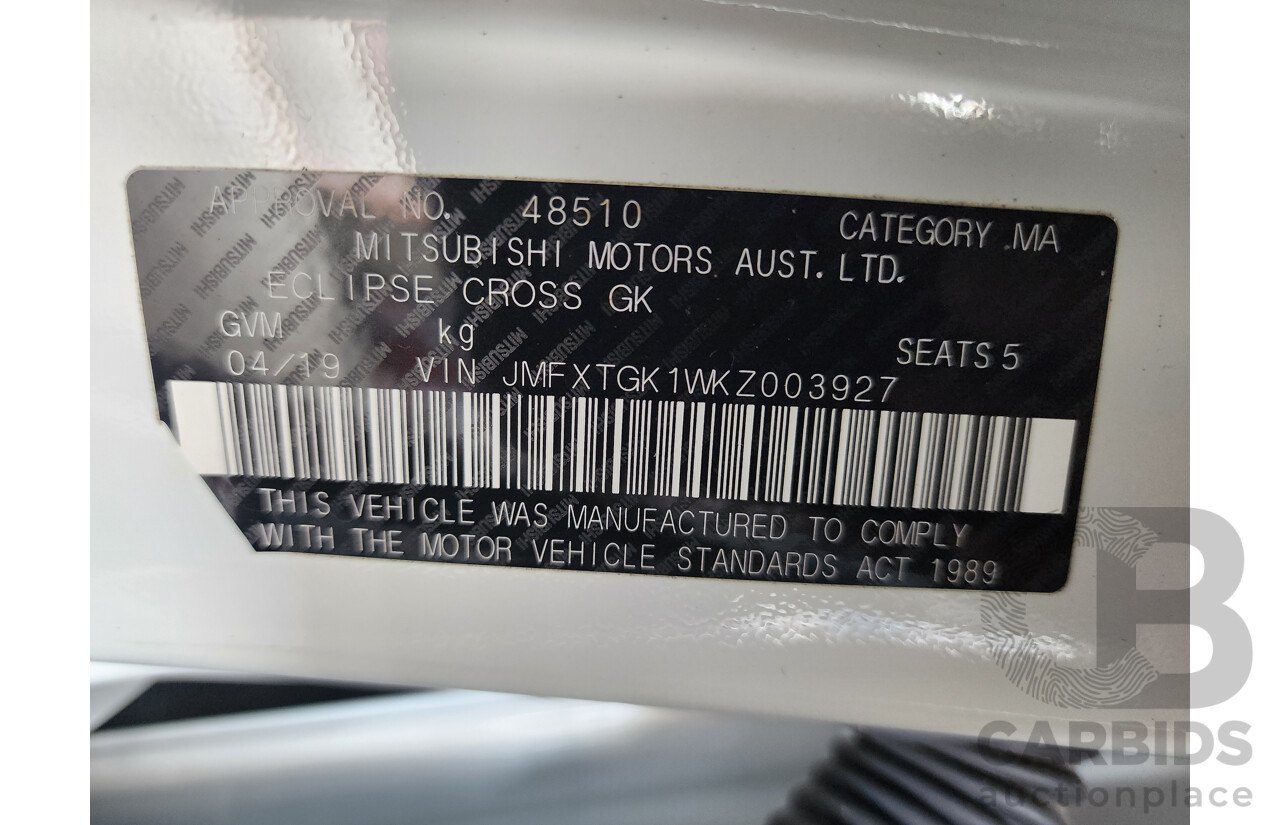 APPROVAL NO. 48510 CATEGORY .MA
MITSUBISHI MOTORS AUST. LTD.
ECLIPSE CROSS GK
GVM kg SEATS 5
04/19 VIN JMFXTGK1WKZ003927
THIS VEHICLE WAS MANUFACTURED TO COMPLY
WITH THE MOTOR VEHICLE STANDARDS ACT 1989
CB
CARBIDS
auctionplace